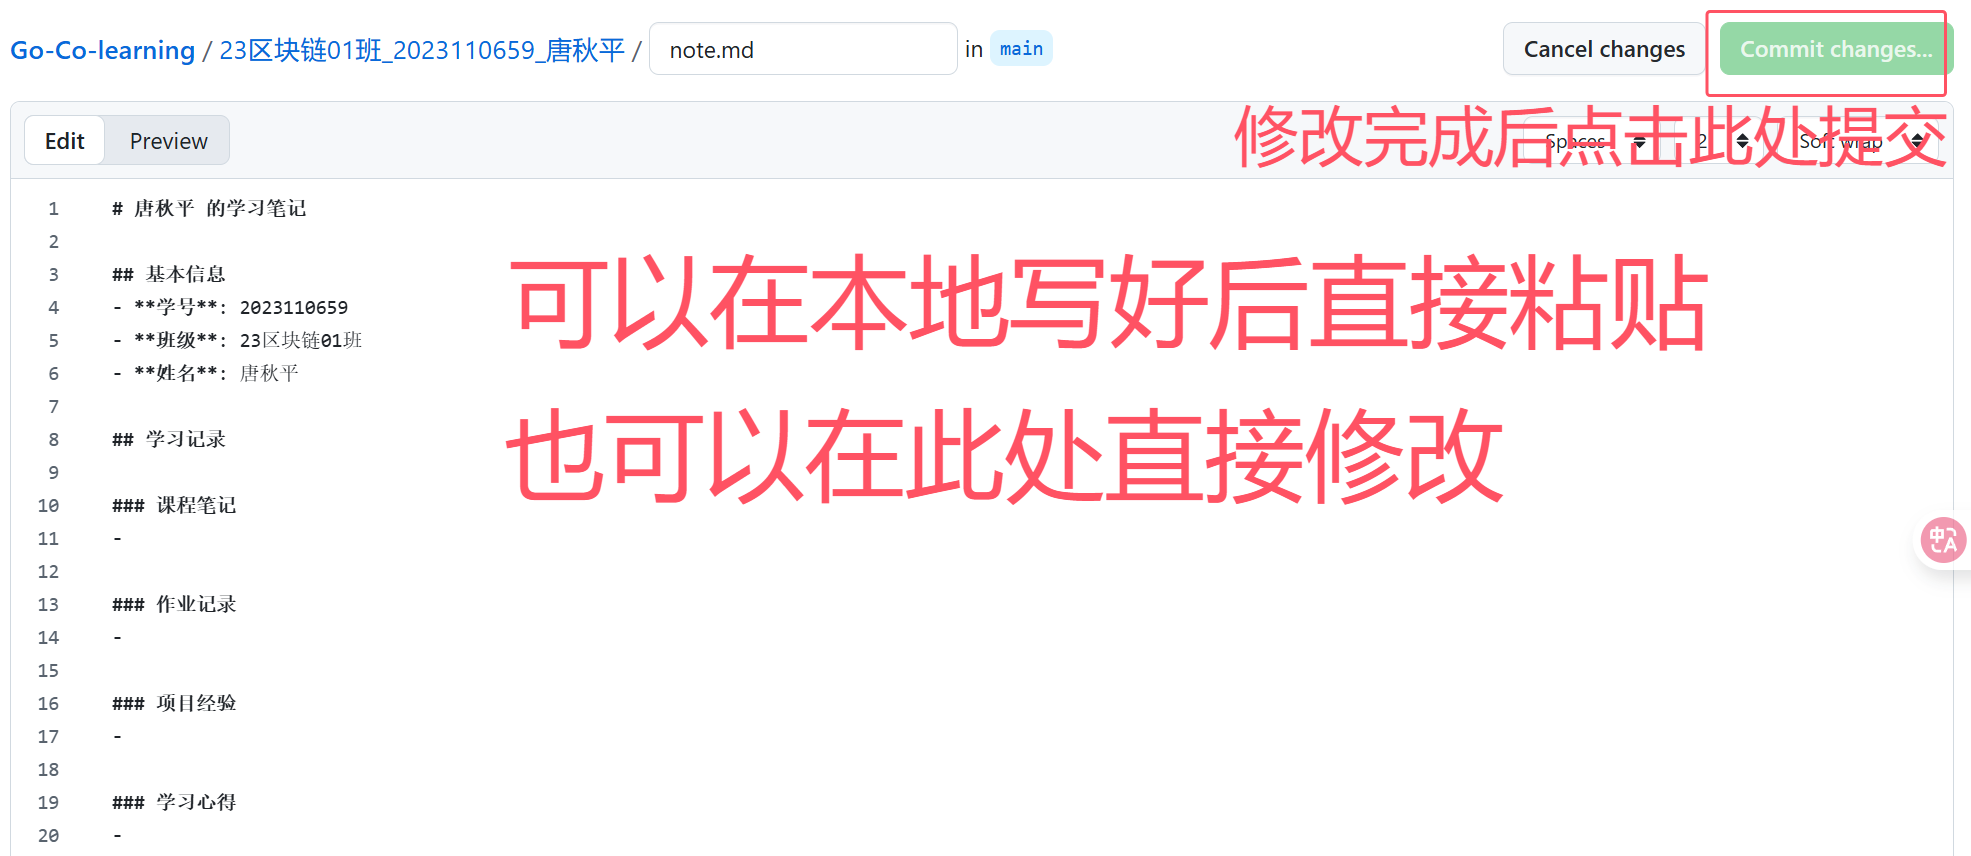 Go-Co-learning / 23区块链01班_2023110659_唐秋平 / note.md in main Cancel changes Commit changes...
Edit Preview Spaces 2 Soft wrap
修改完成后点击此处提交
1 # 唐秋平 的学习笔记
2
3 ## 基本信息
4 - **学号**: 2023110659
5 - **班级**: 23区块链01班
6 - **姓名**: 唐秋平
7
8 ## 学习记录
9
10 ### 课程笔记
11 -
12
13 ### 作业记录
14 -
15
16 ### 项目经验
17 -
18
19 ### 学习心得
20 -
可以在本地写好后直接粘贴
也可以在此处直接修改
中A